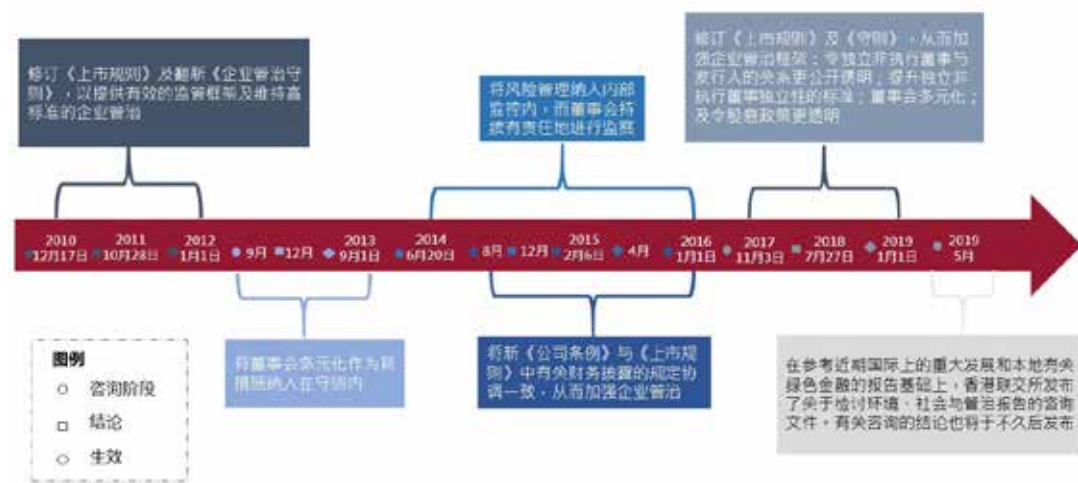 修订《上市规则》及翻新《企业管治守
则》，以提供有效的监管框架及维持高
标准的企业管治
将风险管理纳入内部
监控内，而董事会持
续有责任地进行监察
修订《上市规则》及《守则》，从而加
强企业管治框架；令独立非执行董事与
发行人的关系更公开透明；提升独立非
执行董事独立性的标准；董事会多元化；
及令股息政策更透明
2010
12月17日
2011
10月28日
2012
1月1日
9月
12月
2013
9月1日
2014
6月20日
8月
12月
2015
2月6日
4月
2016
1月1日
2017
11月3日
2018
7月27日
2019
1月1日
2019
5月
将董事会多元化作为新
措施纳入在守则内
将新《公司条例》与《上市规
则》中有关财务披露的规定协
调一致，从而加强企业管治
在参考近期国际上的重大发展和本地有关
绿色金融的报告基础上，香港联交所发布
了关于检讨环境、社会与管治报告的咨询
文件，有关咨询的结论也将于不久后发布
图例
咨询阶段
结论
生效